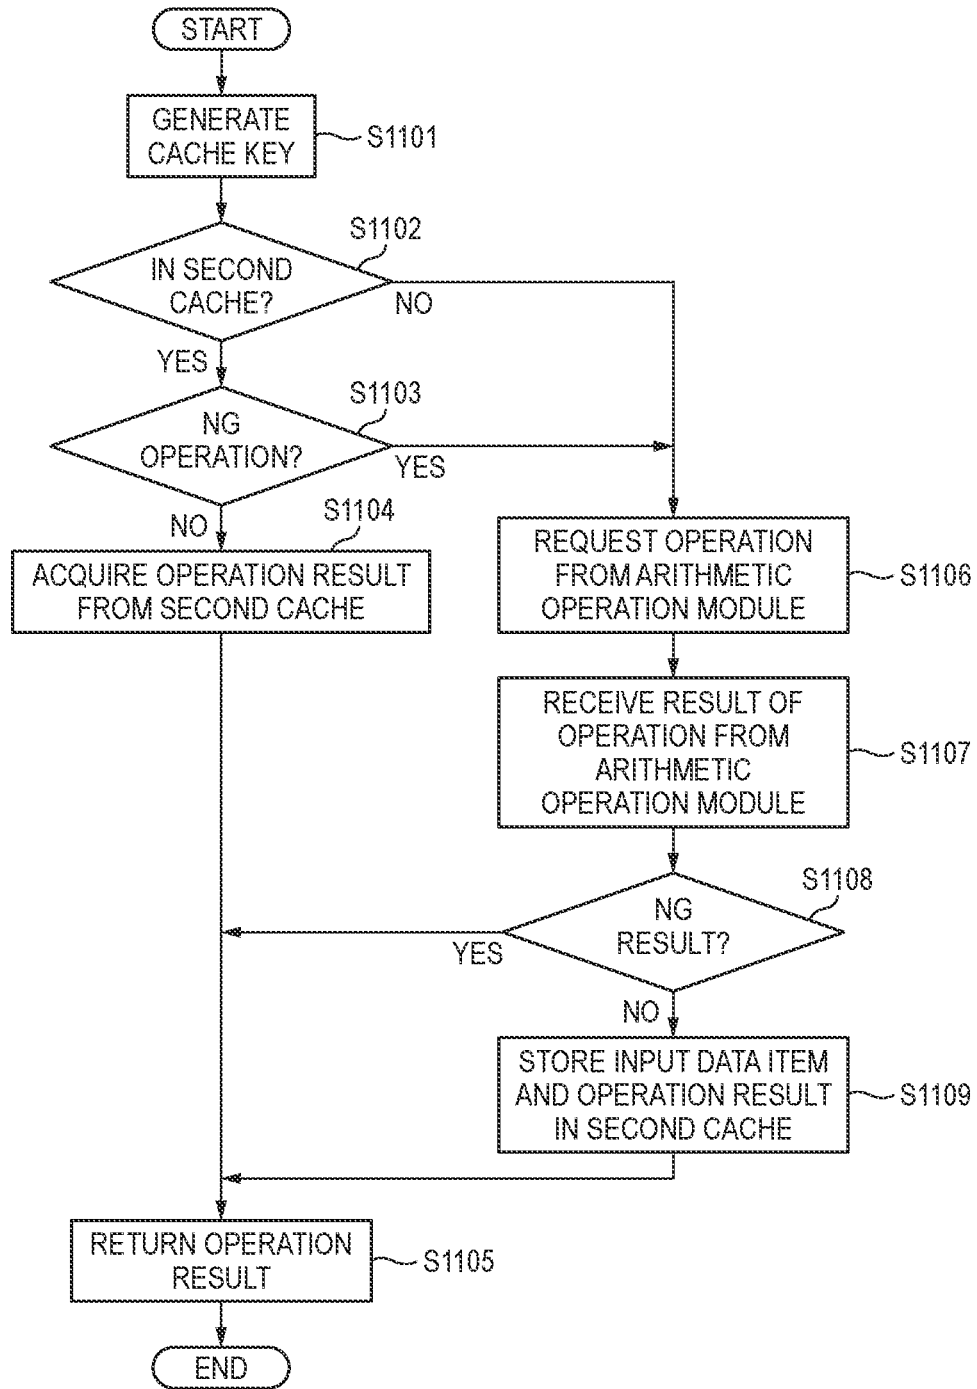 START
GENERATE
CACHE KEY
S1101
S1102
IN SECOND
CACHE?
NO
YES
S1103
NG
OPERATION?
YES
NO
S1104
ACQUIRE OPERATION RESULT
FROM SECOND CACHE
REQUEST OPERATION
FROM ARITHMETIC
OPERATION MODULE
S1106
RECEIVE RESULT OF
OPERATION FROM
ARITHMETIC
OPERATION MODULE
S1107
S1108
NG
RESULT?
YES
NO
STORE INPUT DATA ITEM
AND OPERATION RESULT
IN SECOND CACHE
S1109
RETURN OPERATION
RESULT
S1105
END